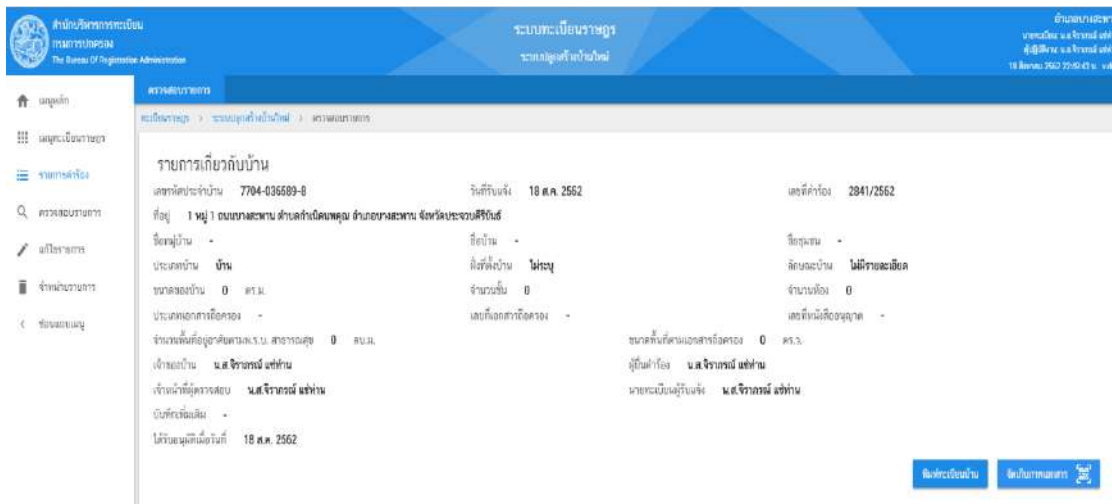 สำนักบริหารการทะเบียน
กรมการปกครอง
The Bureau Of Registration Administration
ระบบทะเบียนราษฎร
ระบบปลูกสร้างบ้านใหม่
18 สิงหาคม 2562
ตรวจสอบรายการ
ทะเบียนราษฎร > ระบบปลูกสร้างบ้านใหม่ > ตรวจสอบรายการ
เมนูหลัก
เมนูทะเบียนราษฎร
รายการคำร้อง
ตรวจสอบรายการ
แก้ไขรายการ
จำหน่ายรายการ
ซ่อนแถบเมนู
รายการเกี่ยวกับบ้าน
เลขรหัสประจำบ้าน 7704-036589-8 วันที่รับแจ้ง 18 ส.ค. 2562 เลขที่คำร้อง 2841/2562
ที่อยู่ 1 หมู่ 1 ถนนบางสะพาน ตำบลกำเนิดนพคุณ อำเภอบางสะพาน จังหวัดประจวบคีรีขันธ์
ชื่อหมู่บ้าน - ชื่อบ้าน - ชื่อชุมชน -
ประเภทบ้าน บ้าน ฝั่งที่ตั้งบ้าน ไม่ระบุ ลักษณะบ้าน ไม่มีรายละเอียด
ขนาดของบ้าน 0 ตร.ม. จำนวนชั้น 0 จำนวนห้อง 0
ประเภทเอกสารถือครอง - เลขที่เอกสารถือครอง - เลขที่หนังสืออนุญาต -
จำนวนพื้นที่อยู่อาศัยตามพ.ร.บ. สาธารณสุข 0 ลบ.ม. ขนาดพื้นที่ตามเอกสารถือครอง 0 ตร.ว.
เจ้าของบ้าน น.ส.จิราภรณ์ แซ่ห่าน ผู้ยื่นคำร้อง น.ส.จิราภรณ์ แซ่ห่าน
เจ้าหน้าที่ผู้ตรวจสอบ น.ส.จิราภรณ์ แซ่ห่าน นายทะเบียนผู้รับแจ้ง น.ส.จิราภรณ์ แซ่ห่าน
บันทึกเพิ่มเติม -
ได้รับอนุมัติเมื่อวันที่ 18 ส.ค. 2562
พิมพ์ทะเบียนบ้าน จัดเก็บภาพเอกสาร